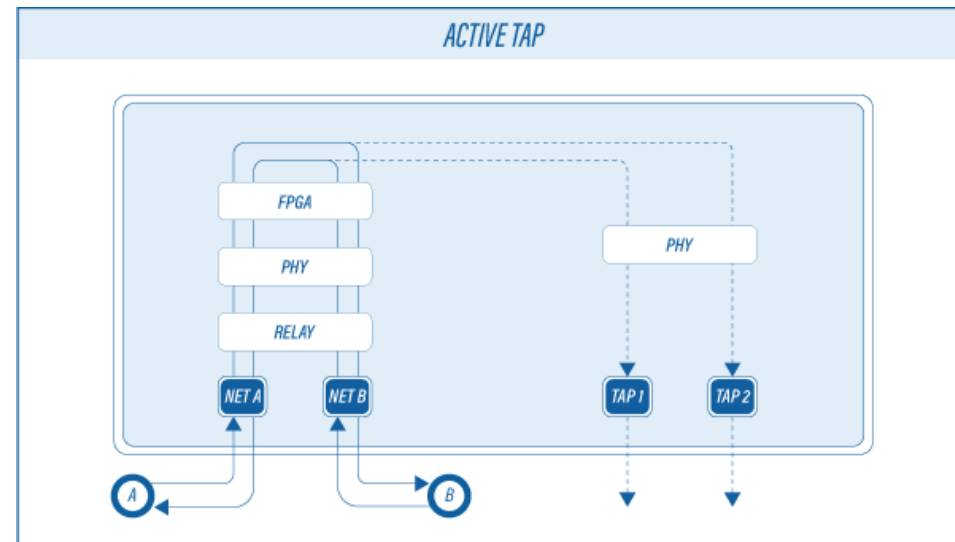 ACTIVE TAP
FPGA
PHY
PHY
RELAY
NET A
NET B
TAP 1
TAP 2
A
B